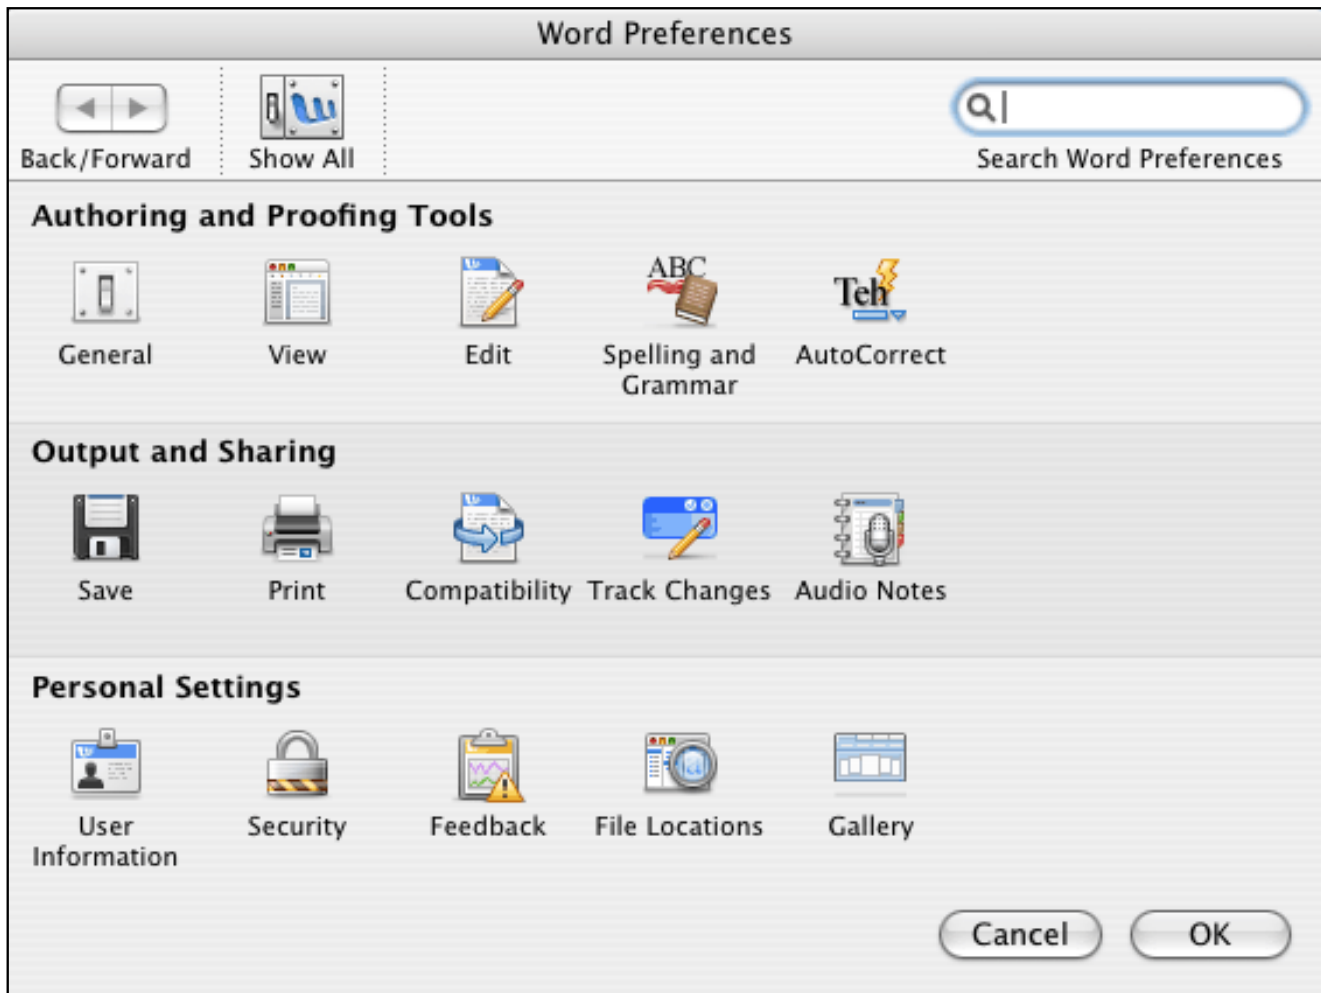 Word Preferences
Back/Forward
Show All
Search Word Preferences
Authoring and Proofing Tools
ABC
Teh
General
View
Edit
Spelling and
Grammar
AutoCorrect
Output and Sharing
Save
Print
Compatibility
Track Changes
Audio Notes
Personal Settings
User
Information
Security
Feedback
File Locations
Gallery
Cancel
OK